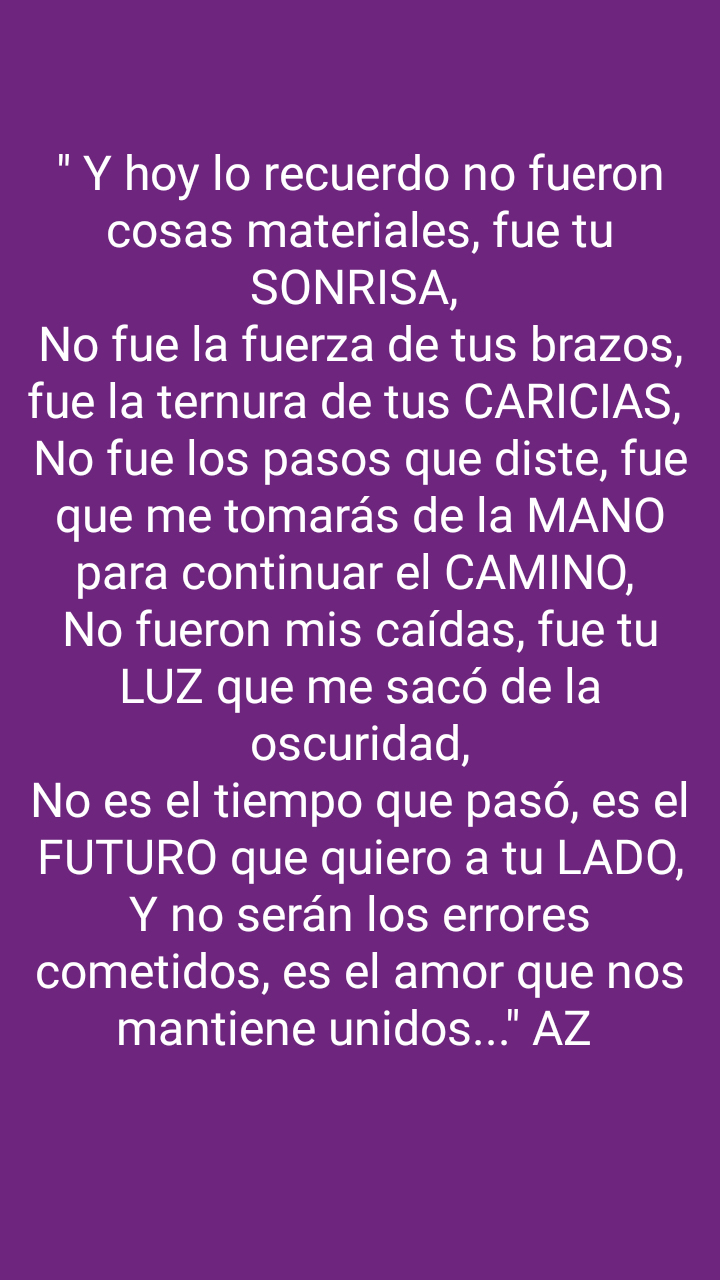 " Y hoy lo recuerdo no fueron
cosas materiales, fue tu
SONRISA,
No fue la fuerza de tus brazos,
fue la ternura de tus CARICIAS,
No fue los pasos que diste, fue
que me tomarás de la MANO
para continuar el CAMINO,
No fueron mis caídas, fue tu
LUZ que me sacó de la
oscuridad,
No es el tiempo que pasó, es el
FUTURO que quiero a tu LADO,
Y no serán los errores
cometidos, es el amor que nos
mantiene unidos..." AZ